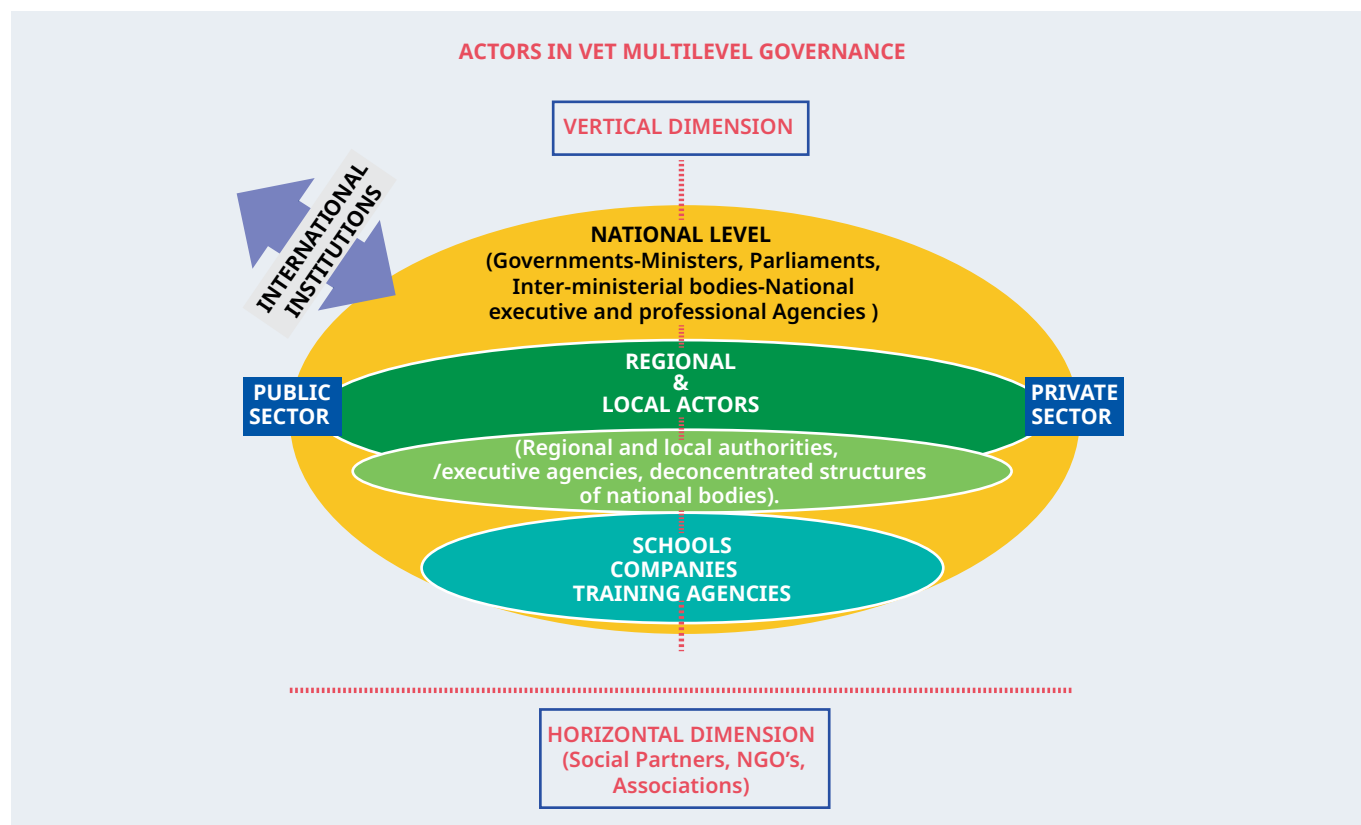 ACTORS IN VET MULTILEVEL GOVERNANCE
VERTICAL DIMENSION
INTERNATIONAL
INSTITUTIONS
NATIONAL LEVEL
(Governments-Ministers, Parliaments,
Inter-ministerial bodies-National
executive and professional Agencies )
PUBLIC
SECTOR
REGIONAL
&
LOCAL ACTORS
PRIVATE
SECTOR
(Regional and local authorities,
/executive agencies, deconcentrated structures
of national bodies).
SCHOOLS
COMPANIES
TRAINING AGENCIES
HORIZONTAL DIMENSION
(Social Partners, NGO’s,
Associations)